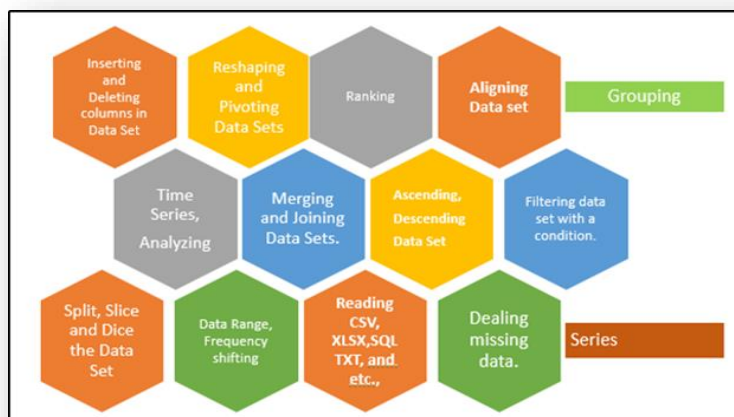 Inserting
and
Deleting
columns in
Data Set
Reshaping
and
Pivoting
Data Sets
Ranking
Aligning
Data set
Grouping
Time
Series,
Analyzing
Merging
and Joining
Data Sets.
Ascending,
Descending
Data Set
Filtering data
set with a
condition.
Split, Slice
and Dice
the Data
Set
Data Range,
Frequency
shifting
Reading
CSV,
XLSX,SQL
TXT, and
etc.,
Dealing
missing
data.
Series